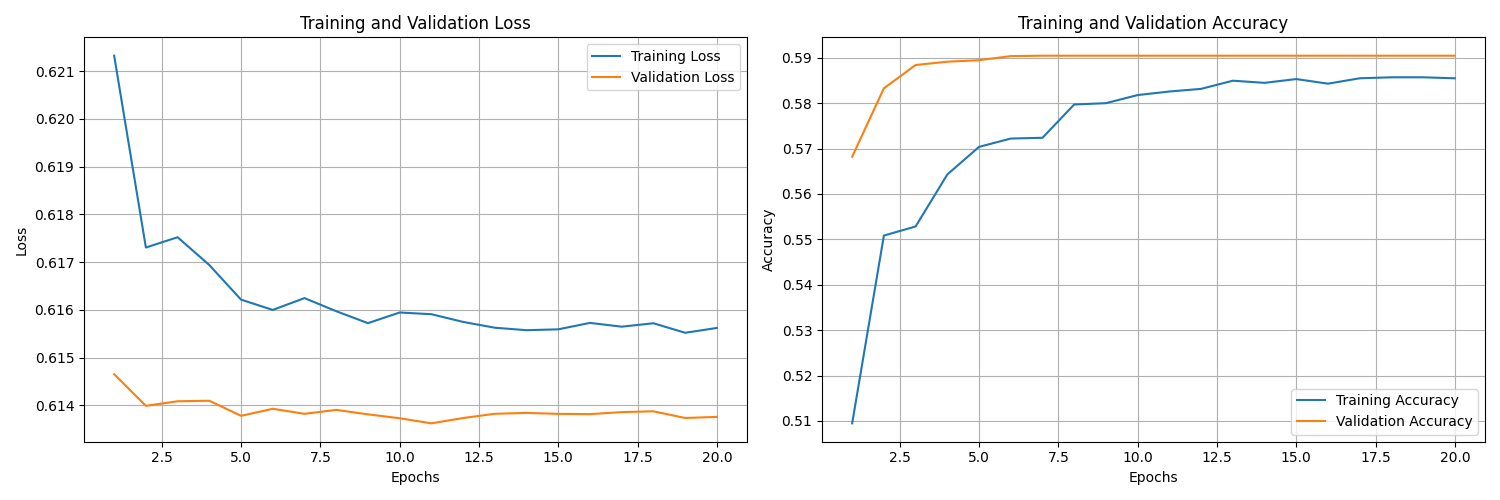 Training and Validation Loss
Training Loss
Validation Loss
0.621
0.620
0.619
0.618
0.617
0.616
0.615
0.614
Loss
2.5 5.0 7.5 10.0 12.5 15.0 17.5 20.0
Epochs
Training and Validation Accuracy
0.59
0.58
0.57
0.56
0.55
0.54
0.53
0.52
0.51
Accuracy
Training Accuracy
Validation Accuracy
2.5 5.0 7.5 10.0 12.5 15.0 17.5 20.0
Epochs